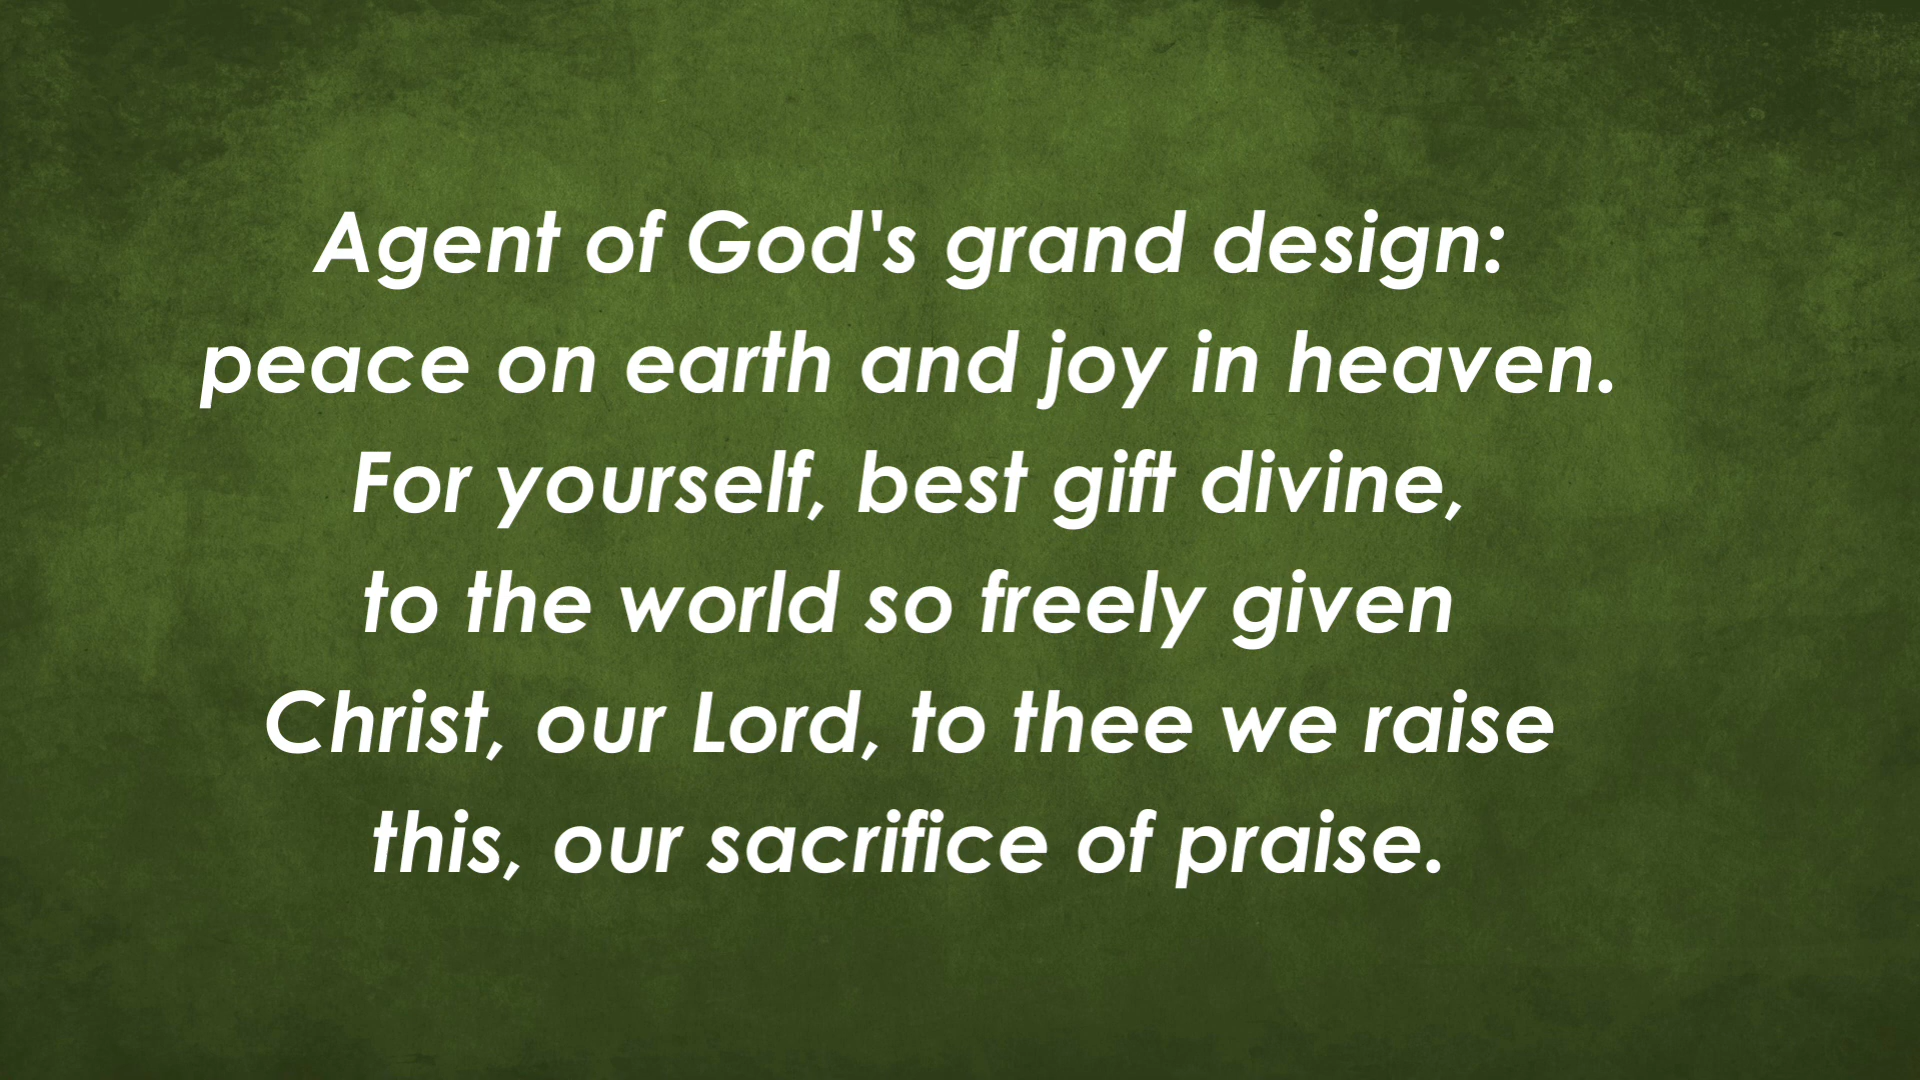 Agent of God's grand design:
peace on earth and joy in heaven.
For yourself, best gift divine,
to the world so freely given
Christ, our Lord, to thee we raise
this, our sacrifice of praise.